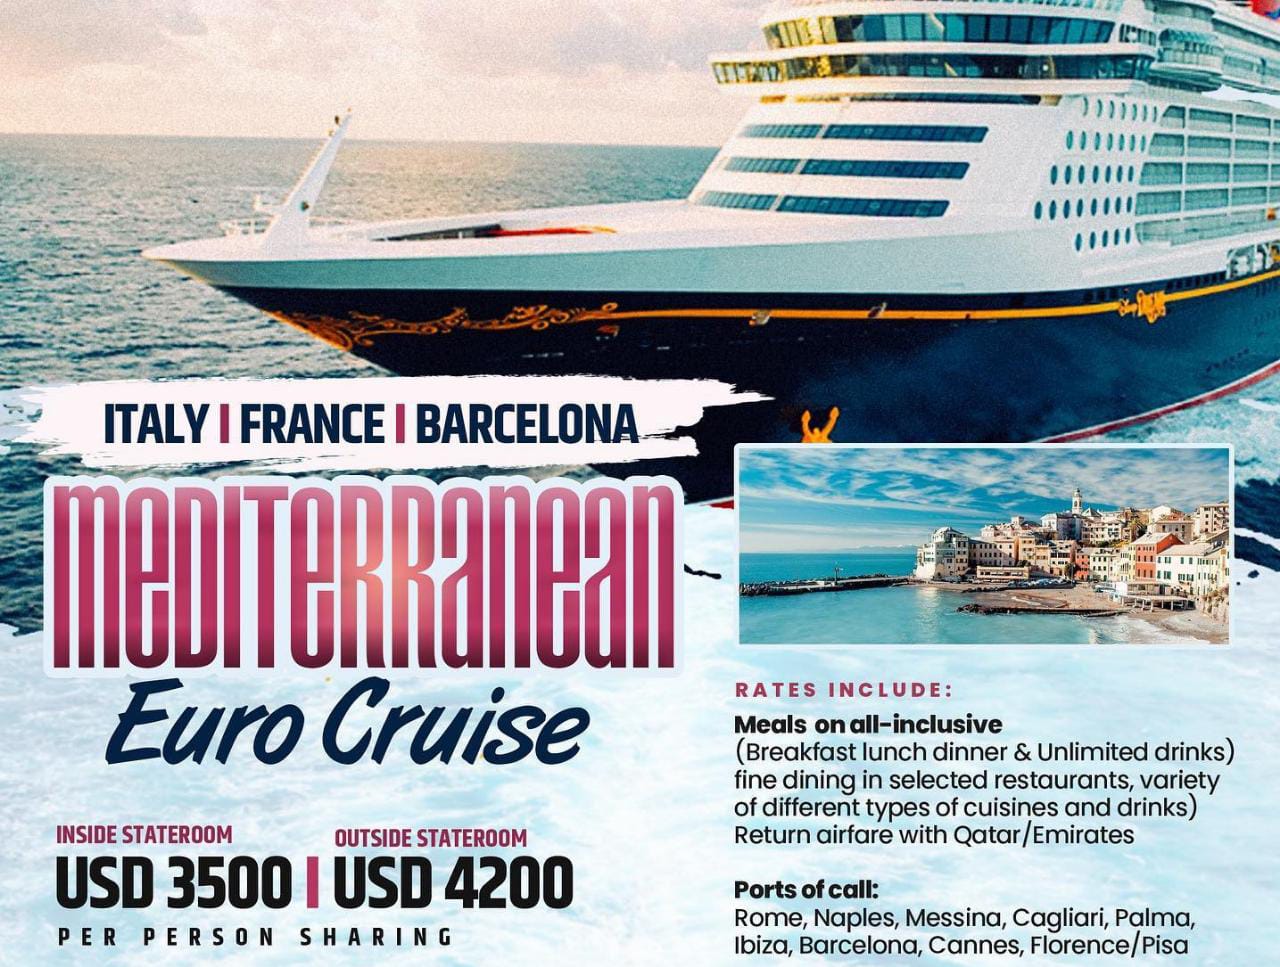 Disney DREAM
ITALY | FRANCE | BARCELONA
MEDITERRANEAN
Euro Cruise
INSIDE STATEROOM
USD 3500 |
OUTSIDE STATEROOM
USD 4200
PER PERSON SHARING
RATES INCLUDE:
Meals on all-inclusive
(Breakfast lunch dinner & Unlimited drinks)
fine dining in selected restaurants, variety
of different types of cuisines and drinks)
Return airfare with Qatar/Emirates
Ports of call:
Rome, Naples, Messina, Cagliari, Palma,
Ibiza, Barcelona, Cannes, Florence/Pisa